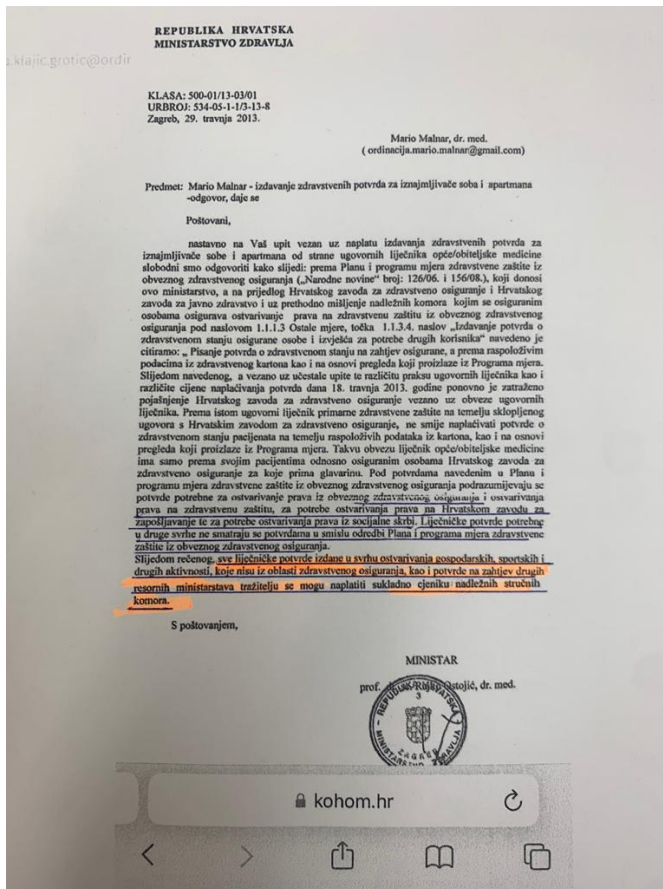 REPUBLIKA HRVATSKA
MINISTARSTVO ZDRAVLJA
KLASA: 500-01/13-03/01
URBROJ: 534-05-1-1/3-13-8
Zagreb, 29. travnja 2013.
Mario Malnar, dr. med.
( ordinacija.mario.malnar@gmail.com)
Predmet: Mario Malnar - izdavanje zdravstvenih potvrda za iznajmljivače soba i apartmana
-odgovor, daje se
Poštovani,
nastavno na Vaš upit vezan uz naplatu izdavanja zdravstvenih potvrda za
iznajmljivače sobe i apartmana od strane ugovornih liječnika opće/obiteljske medicine
slobodni smo odgovoriti kako slijedi: prema Planu i programu mjera zdravstvene zaštite iz
obveznog zdravstvenog osiguranja („Narodne novine“ broj: 126/06. i 156/08.), koji donosi
ovo ministarstvo, a na prijedlog Hrvatskog zavoda za zdravstveno osiguranje i Hrvatskog
zavoda za javno zdravstvo i uz prethodno mišljenje nadležnih komora kojim se osiguranim
osobama osigurava ostvarivanje prava na zdravstvenu zaštitu iz obveznog zdravstvenog
osiguranja pod naslovom 1.1.1.3 Ostale mjere, točka 1.1.3.4. naslov „Izdavanje potvrda o
zdravstvenom stanju osigurane osobe i izvješća za potrebe drugih korisnika“ navedeno je
citiramo: „ Pisanje potvrda o zdravstvenom stanju na zahtjev osigurane, a prema raspoloživim
podacima iz zdravstvenog kartona kao i na osnovi pregleda koji proizlaze iz Programa mjera.
Slijedom navedenog, a vezano uz učestale upite te različitu praksu ugovornih liječnika kao i
različite cijene naplaćivanja potvrda dana 18. travnja 2013. godine ponovno je zatraženo
pojašnjenje Hrvatskog zavoda za zdravstveno osiguranje vezano uz obveze ugovornih
liječnika. Prema istom ugovorni liječnik primarne zdravstvene zaštite na temelju sklopljenog
ugovora s Hrvatskim zavodom za zdravstveno osiguranje, ne smije naplaćivati potvrde o
zdravstvenom stanju pacijenata na temelju raspoloživih podataka iz kartona, kao i na osnovi
pregleda koji proizlaze iz Programa mjera. Takvu obvezu liječnik opće/obiteljske medicine
ima samo prema svojim pacijentima odnosno osiguranim osobama Hrvatskog zavoda za
zdravstveno osiguranje za koje prima glavarinu. Pod potvrdama navedenim u Planu i
programu mjera zdravstvene zaštite iz obveznog zdravstvenog osiguranja podrazumijevaju se
potvrde potrebne za ostvarivanje prava iz obveznog zdravstvenog osiguranja i ostvarivanja
prava na zdravstvenu zaštitu, za potrebe ostvarivanja prava na Hrvatskom zavodu za
zapošljavanje te za potrebe ostvarivanja prava iz socijalne skrbi. Liječničke potvrde potrebne
u druge svrhe ne smatraju se potvrdama u smislu odredbi Plana i programa mjera zdravstvene
zaštite iz obveznog zdravstvenog osiguranja.
Slijedom rečenog, sve liječničke potvrde izdane u svrhu ostvarivanja gospodarskih, sportskih i
drugih aktivnosti, koje nisu iz oblasti zdravstvenog osiguranja, kao i potvrde na zahtjev drugih
resornih ministarstava tražitelju se mogu naplatiti sukladno cjeniku nadležnih stručnih
komora.
S poštovanjem,
MINISTAR
prof. Ostojić, dr. med.
REPUBLIKA HRVATSKA
3
MINISTARSTVO ZDRAVLJA
ZAGREB
kohom.hr